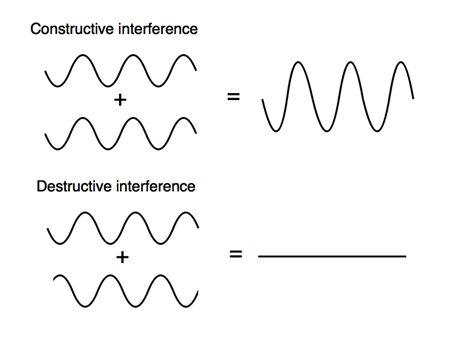 Constructive interference
+
=
Destructive interference
+
=